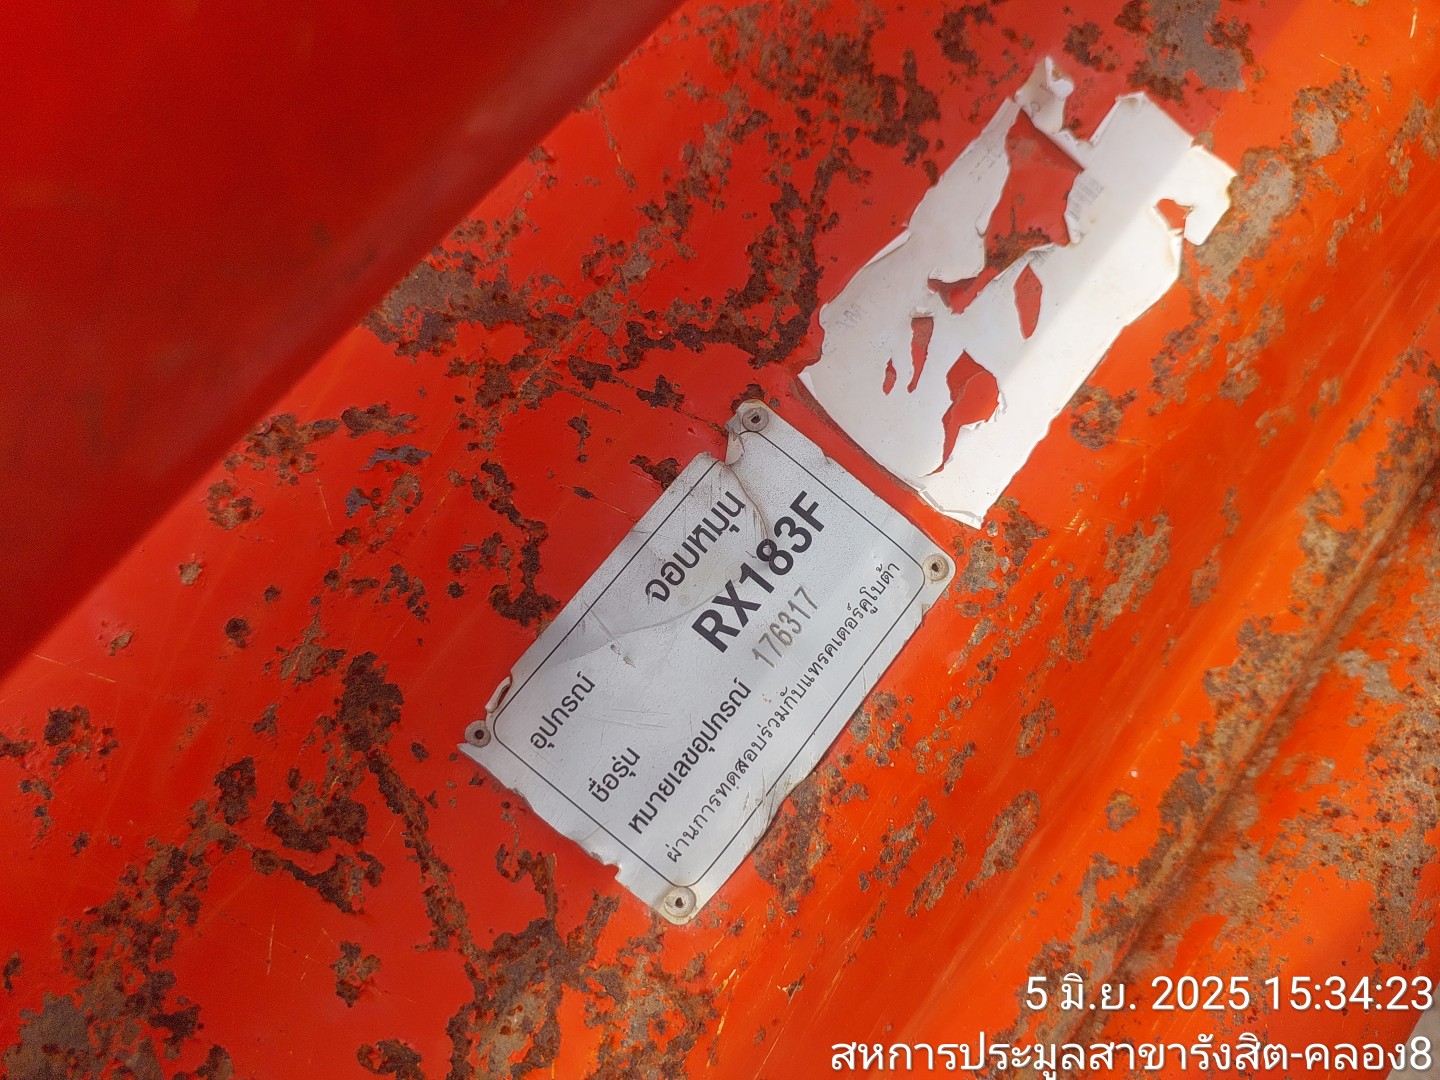 อุปกรณ์ จอบหมุน
ชื่อรุ่น RX183F
หมายเลขอุปกรณ์ 176317
ผ่านการทดสอบร่วมกับแทรคเตอร์คูโบต้า
5 มิ.ย. 2025 15:34:23
สหการประมูลสาขารังสิต-คลอง8